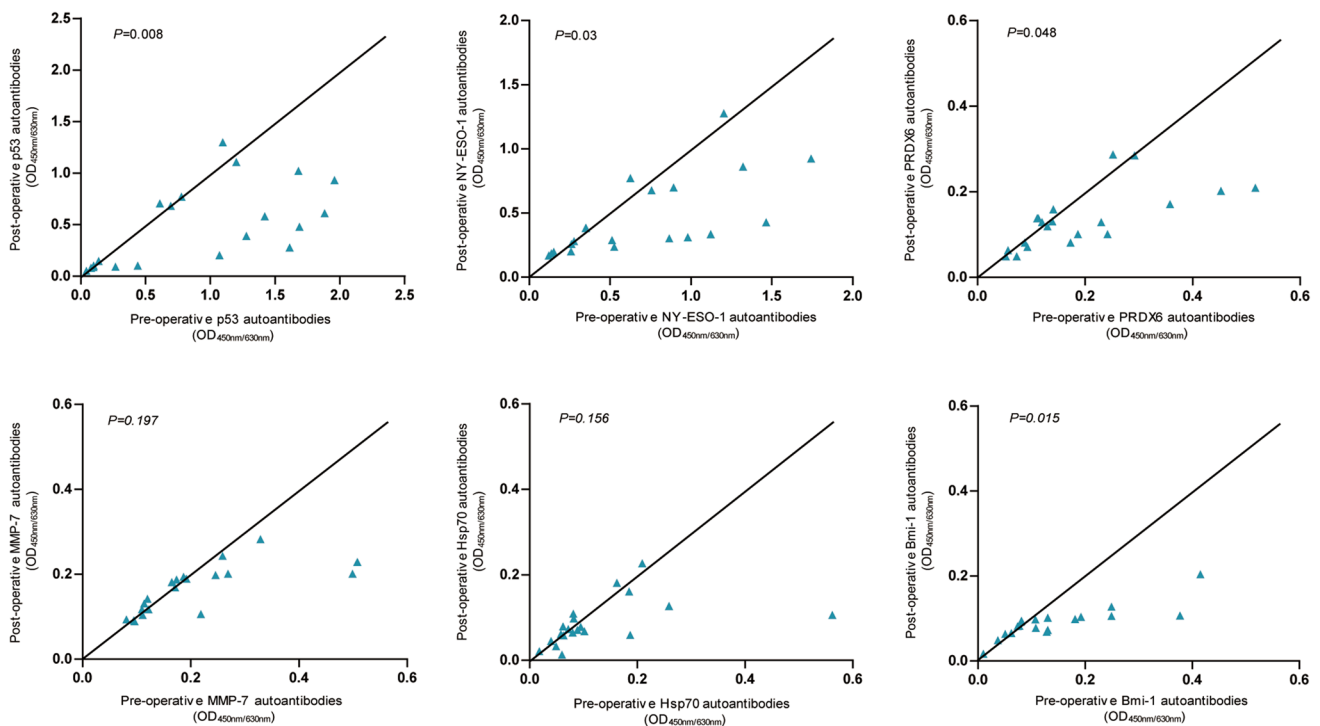 P=0.008
Post-operative p53 autoantibodies
(OD450nm/630nm)
2.5
2.0
1.5
1.0
0.5
0.0
0.0 0.5 1.0 1.5 2.0 2.5
Pre-operative p53 autoantibodies
(OD450nm/630nm)
P=0.03
Post-operative NY-ESO-1 autoantibodies
(OD450nm/630nm)
2.0
1.5
1.0
0.5
0.0
0.0 0.5 1.0 1.5 2.0
Pre-operative NY-ESO-1 autoantibodies
(OD450nm/630nm)
P=0.048
Post-operative PRDX6 autoantibodies
(OD450nm/630nm)
0.6
0.4
0.2
0.0
0.0 0.2 0.4 0.6
Pre-operative PRDX6 autoantibodies
(OD450nm/630nm)
P=0.197
Post-operative MMP-7 autoantibodies
(OD450nm/630nm)
0.6
0.4
0.2
0.0
0.0 0.2 0.4 0.6
Pre-operative MMP-7 autoantibodies
(OD450nm/630nm)
P=0.156
Post-operative Hsp70 autoantibodies
(OD450nm/630nm)
0.6
0.4
0.2
0.0
0.0 0.2 0.4 0.6
Pre-operative Hsp70 autoantibodies
(OD450nm/630nm)
P=0.015
Post-operative Bmi-1 autoantibodies
(OD450nm/630nm)
0.6
0.4
0.2
0.0
0.0 0.2 0.4 0.6
Pre-operative Bmi-1 autoantibodies
(OD450nm/630nm)